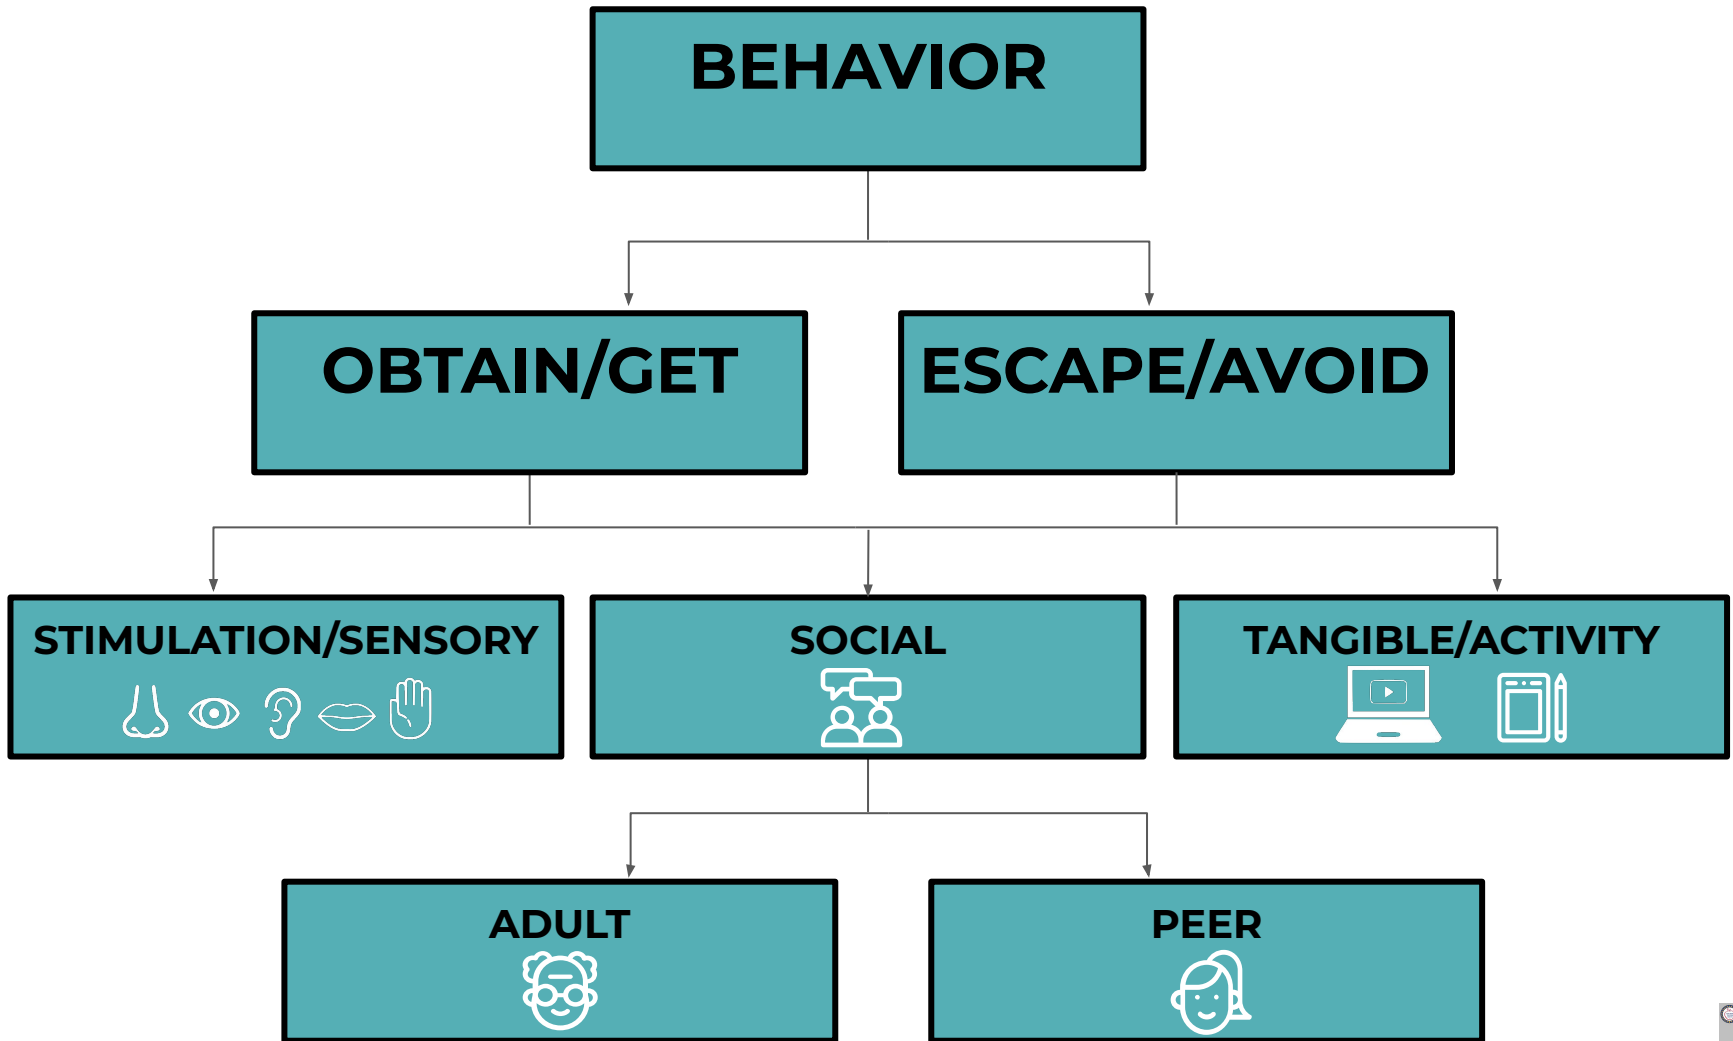 BEHAVIOR
OBTAIN/GET
ESCAPE/AVOID
STIMULATION/SENSORY
SOCIAL
TANGIBLE/ACTIVITY
ADULT
PEER